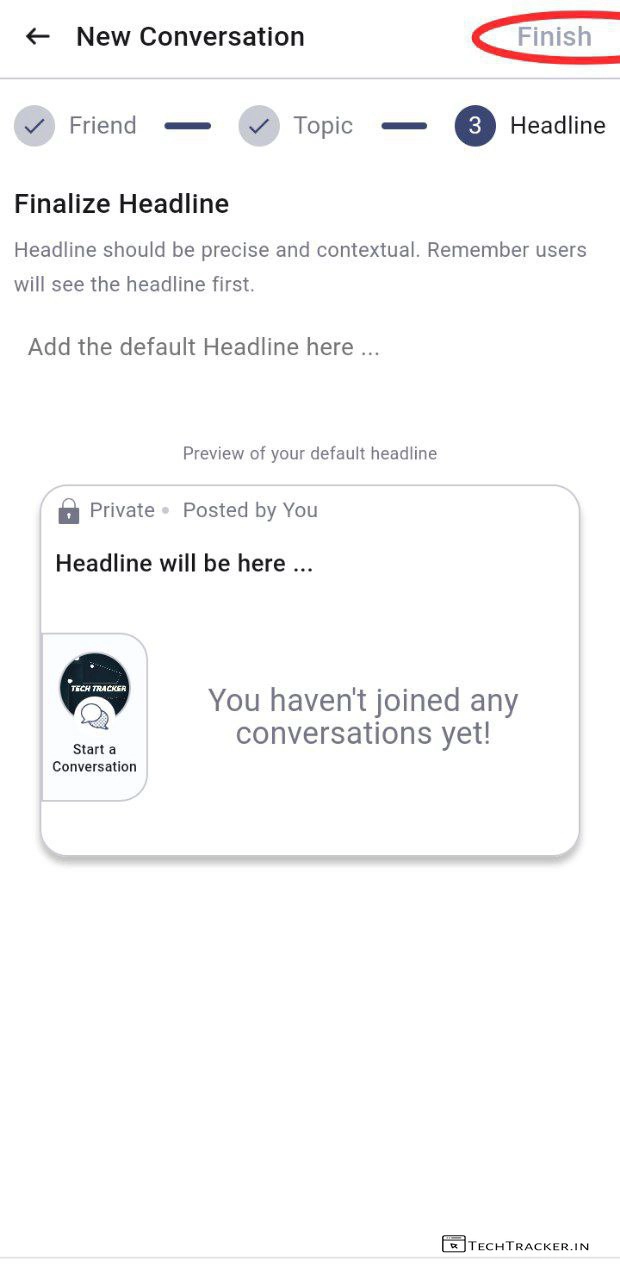 New Conversation
Finish
Friend
Topic
3 Headline
Finalize Headline
Headline should be precise and contextual. Remember users
will see the headline first.
Add the default Headline here ...
Preview of your default headline
Private • Posted by You
Headline will be here ...
TECH TRACKER
Start a
Conversation
You haven't joined any
conversations yet!
TECHTRACKER.IN